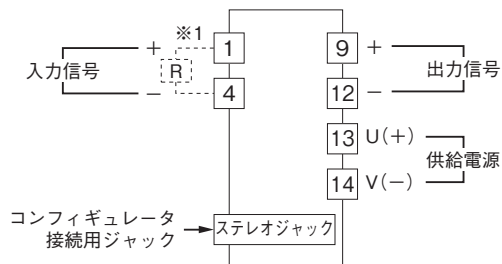 ※1
入力信号
+
−
R
1
4
9
+
12
−
出力信号
13
U(+)
14
V(−)
供給電源
コンフィギュレータ
接続用ジャック
ステレオジャック